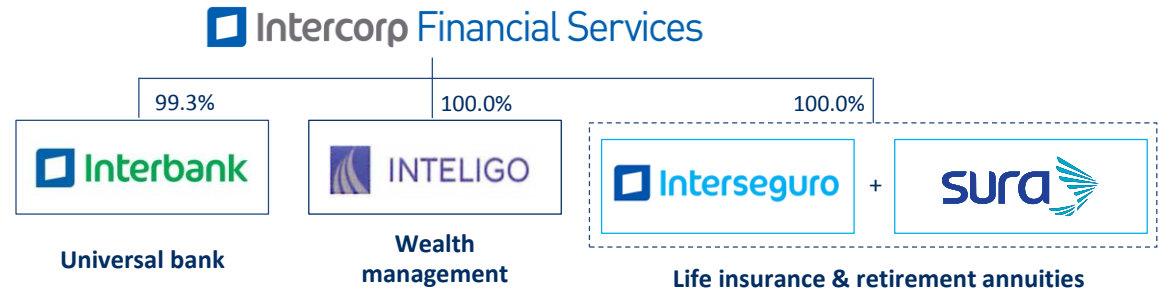 Intercorp Financial Services
99.3%
100.0%
100.0%
Interbank
INTELIGO
Interseguro
+
sura
Universal bank
Wealth
management
Life insurance & retirement annuities